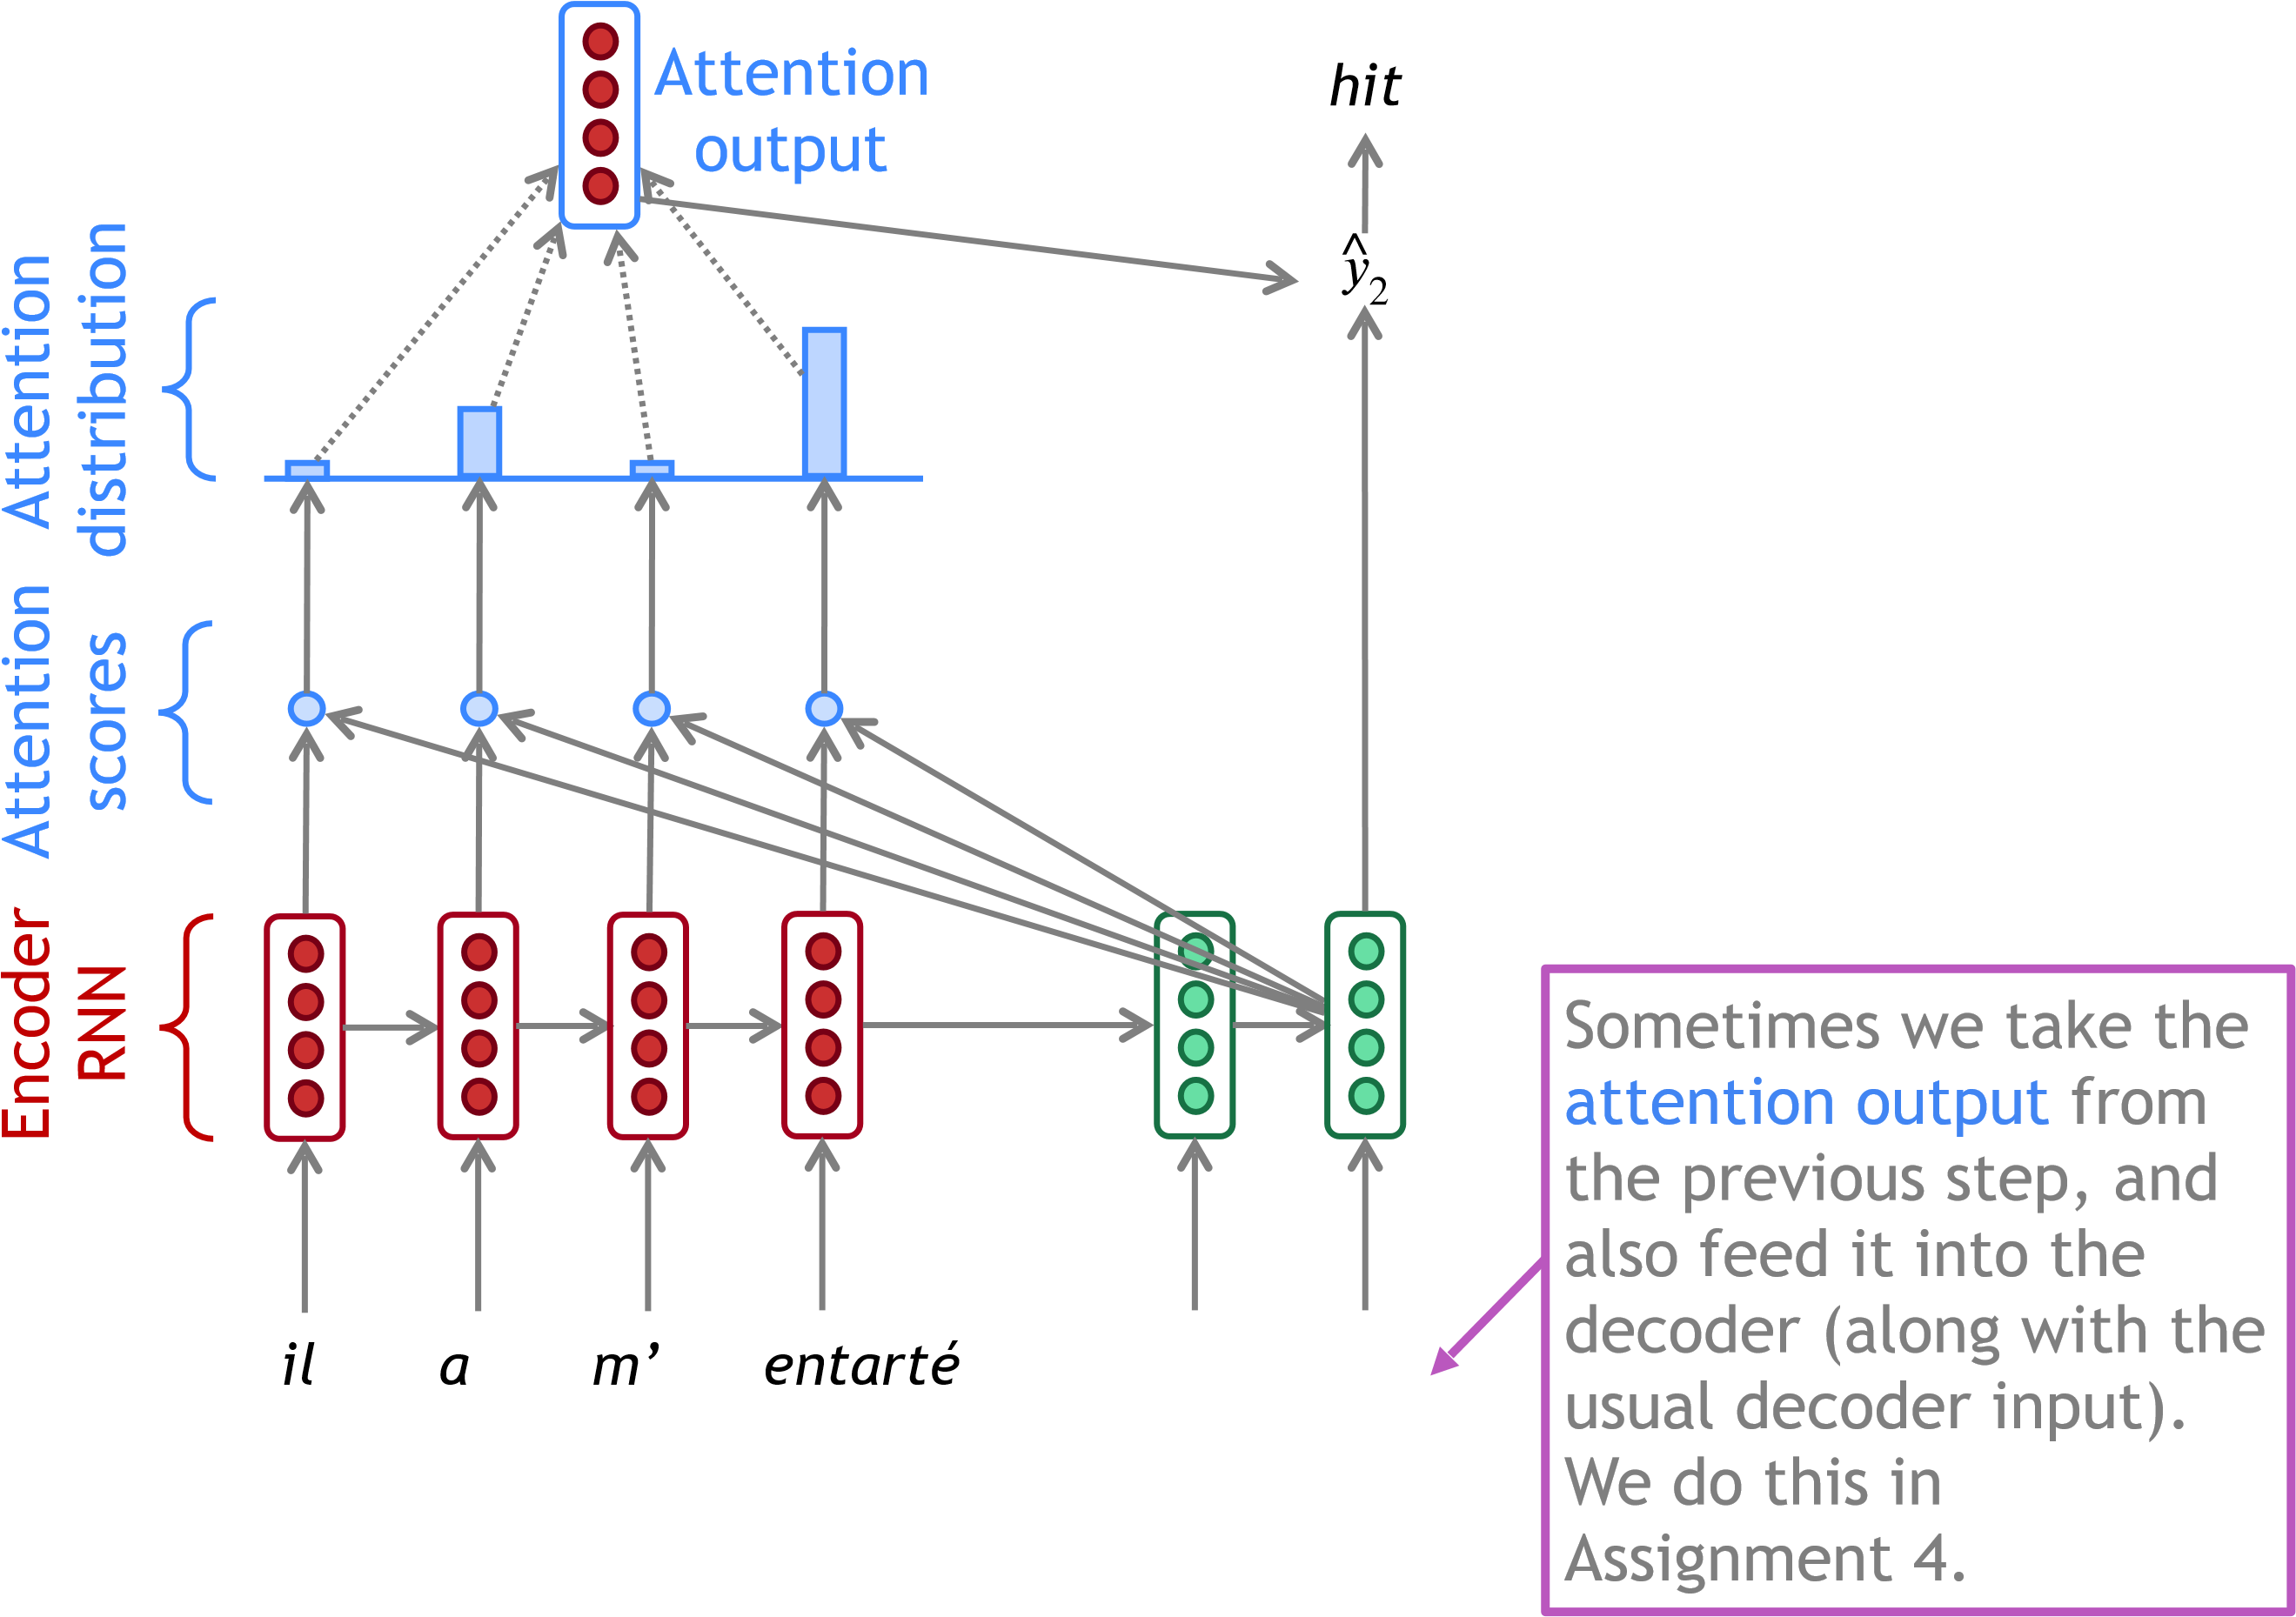 Attention
output
hit
ŷ2
Attention
distribution
Attention
scores
Encoder
RNN
il
a
m’
entarté
Sometimes we take the
attention output from
the previous step, and
also feed it into the
decoder (along with the
usual decoder input).
We do this in
Assignment 4.